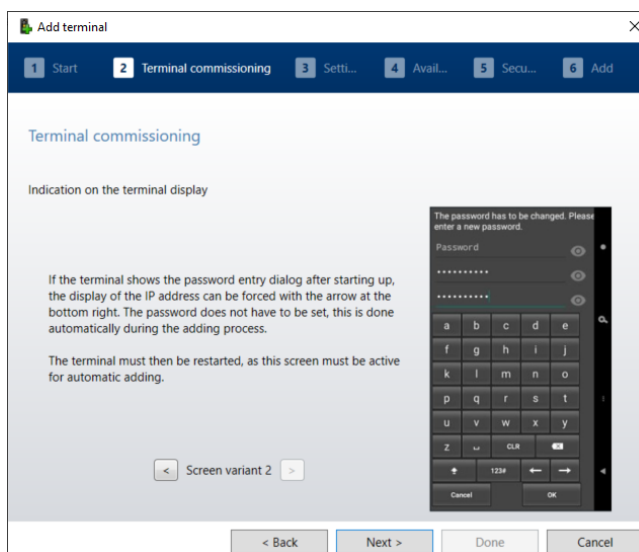 Add terminal
1 Start 2 Terminal commissioning 3 Setti... 4 Avail... 5 Secu... 6 Add
Terminal commissioning
Indication on the terminal display
The password has to be changed. Please
enter a new password.
Password
If the terminal shows the password entry dialog after starting up,
the display of the IP address can be forced with the arrow at the
bottom right. The password does not have to be set, this is done
automatically during the adding process.
The terminal must then be restarted, as this screen must be active
for automatic adding.
a b c d e
f g h i j
k l m n o
p q r s t
u v w x y
z CLR
123#
Cancel OK
< Screen variant 2 >
< Back Next > Done Cancel